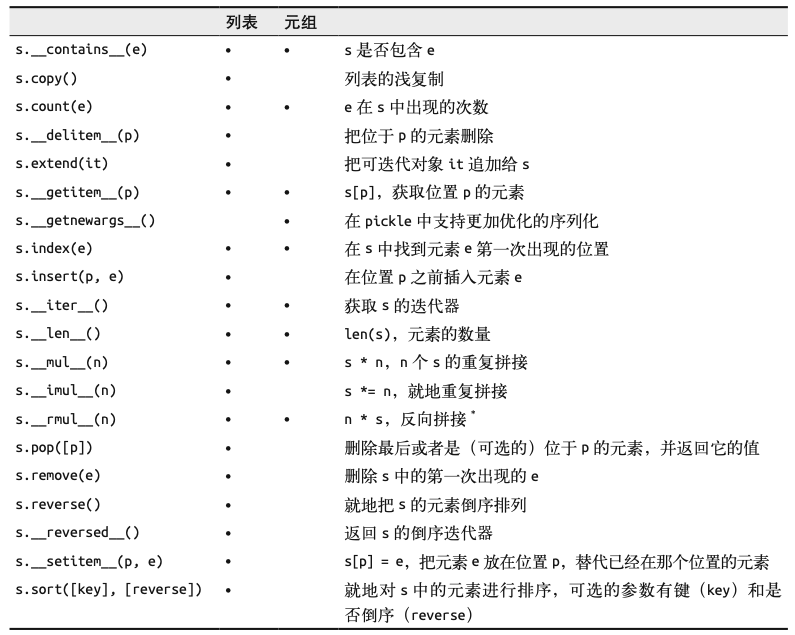 列表 元组
s.__contains__(e) • • s 是否包含 e
s.copy() • 列表的浅复制
s.count(e) • • e 在 s 中出现的次数
s.__delitem__(p) • 把位于 p 的元素删除
s.extend(it) • 把可迭代对象 it 追加给 s
s.__getitem__(p) • • s[p]，获取位置 p 的元素
s.__getnewargs__() • 在 pickle 中支持更加优化的序列化
s.index(e) • • 在 s 中找到元素 e 第一次出现的位置
s.insert(p, e) • 在位置 p 之前插入元素 e
s.__iter__() • • 获取 s 的迭代器
s.__len__() • • len(s)，元素的数量
s.__mul__(n) • • s * n，n 个 s 的重复拼接
s.__imul__(n) • s *= n，就地重复拼接
s.__rmul__(n) • • n * s，反向拼接*
s.pop([p]) • 删除最后或者是（可选的）位于 p 的元素，并返回它的值
s.remove(e) • 删除 s 中的第一次出现的 e
s.reverse() • 就地把 s 的元素倒序排列
s.__reversed__() • 返回 s 的倒序迭代器
s.__setitem__(p, e) • s[p] = e，把元素 e 放在位置 p，替代已经在那个位置的元素
s.sort([key], [reverse]) • 就地对 s 中的元素进行排序，可选的参数有键（key）和是
否倒序（reverse）